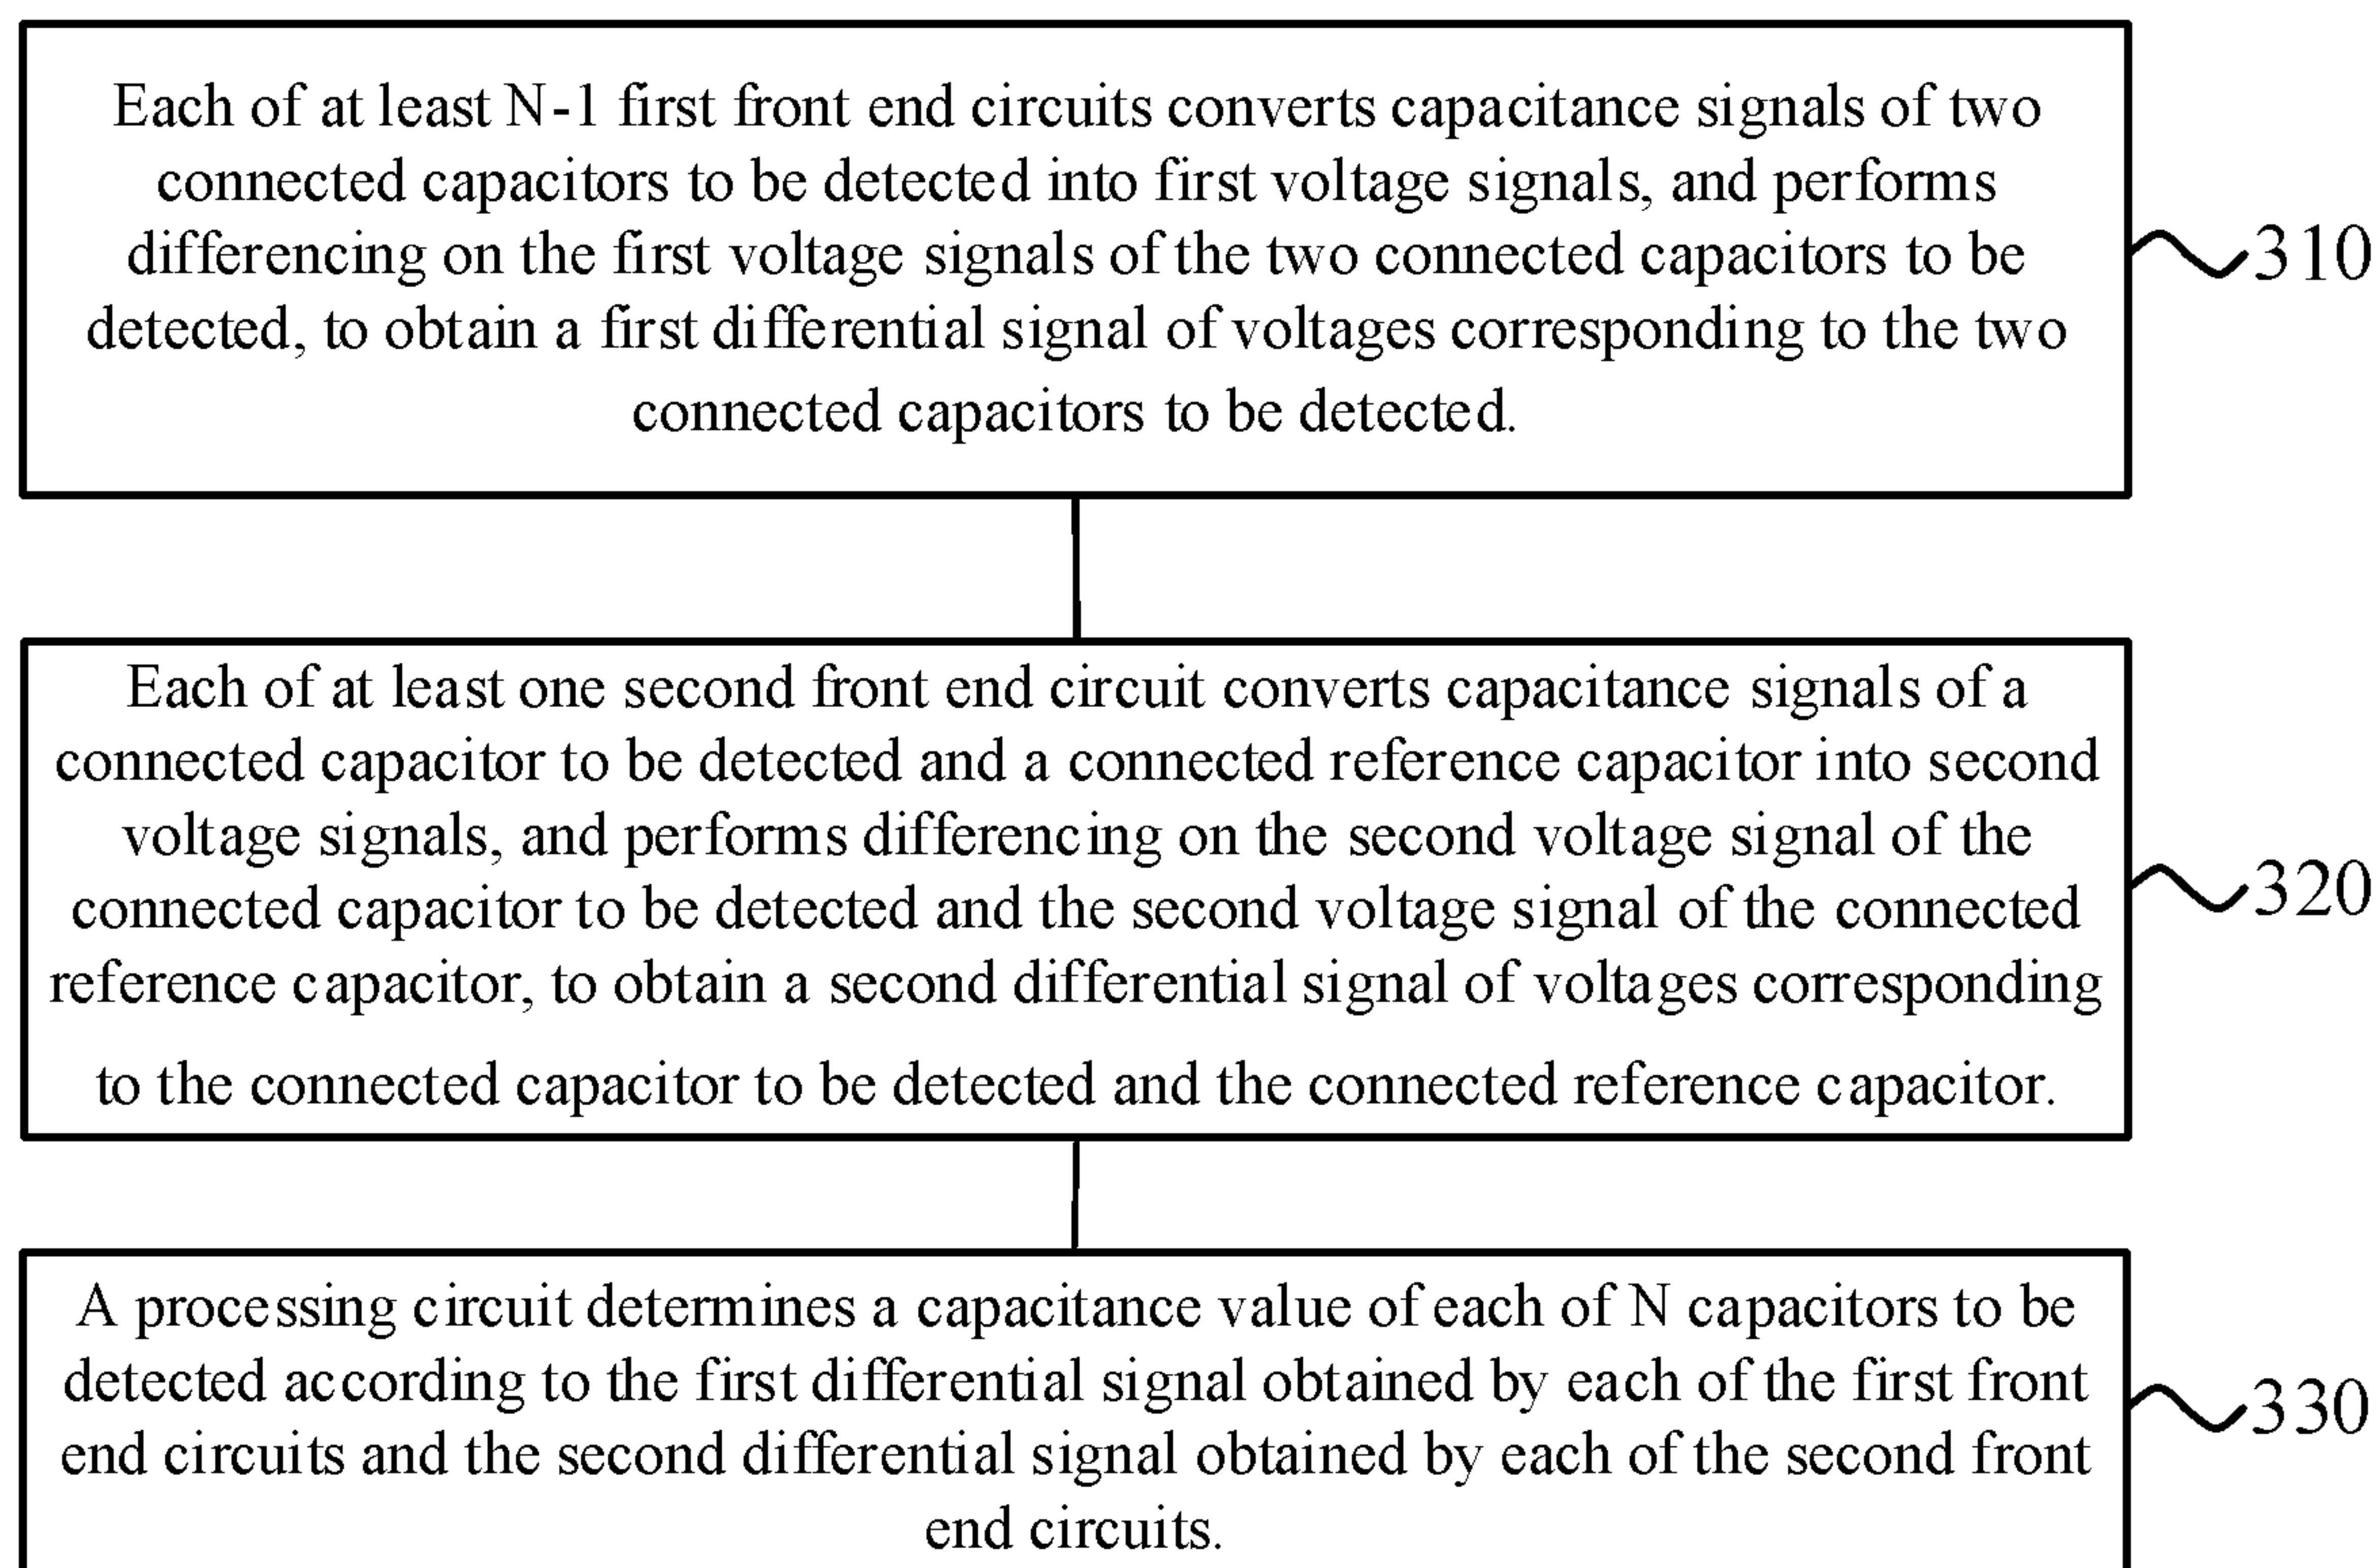 Each of at least N-1 first front end circuits converts capacitance signals of two
connected capacitors to be detected into first voltage signals, and performs
differencing on the first voltage signals of the two connected capacitors to be
detected, to obtain a first differential signal of voltages corresponding to the two
connected capacitors to be detected.
310
Each of at least one second front end circuit converts capacitance signals of a
connected capacitor to be detected and a connected reference capacitor into second
voltage signals, and performs differencing on the second voltage signal of the
connected capacitor to be detected and the second voltage signal of the connected
reference capacitor, to obtain a second differential signal of voltages corresponding
to the connected capacitor to be detected and the connected reference capacitor.
320
A processing circuit determines a capacitance value of each of N capacitors to be
detected according to the first differential signal obtained by each of the first front
end circuits and the second differential signal obtained by each of the second front
end circuits.
330